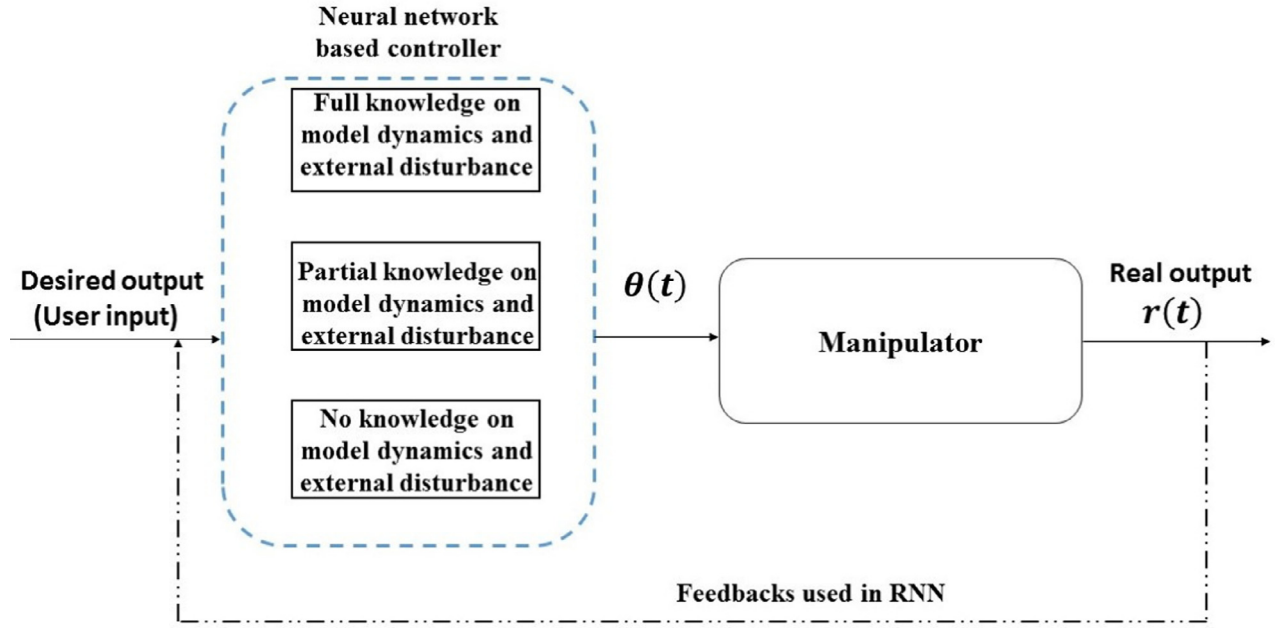 Neural network
based controller
Full knowledge on
model dynamics and
external disturbance
Desired output
(User input)
Partial knowledge on
model dynamics and
external disturbance
θ(t)
Manipulator
Real output
r(t)
No knowledge on
model dynamics and
external disturbance
Feedbacks used in RNN